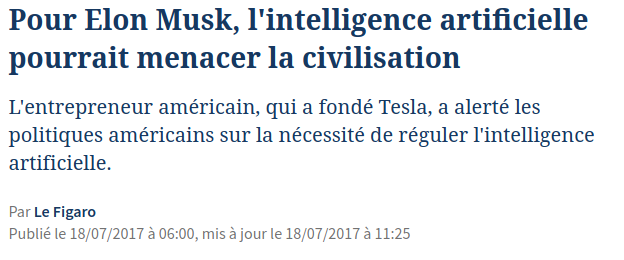 Pour Elon Musk, l'intelligence artificielle
pourrait menacer la civilisation
L'entrepreneur américain, qui a fondé Tesla, a alerté les
politiques américains sur la nécessité de réguler l'intelligence
artificielle.
Par Le Figaro
Publié le 18/07/2017 à 06:00, mis à jour le 18/07/2017 à 11:25